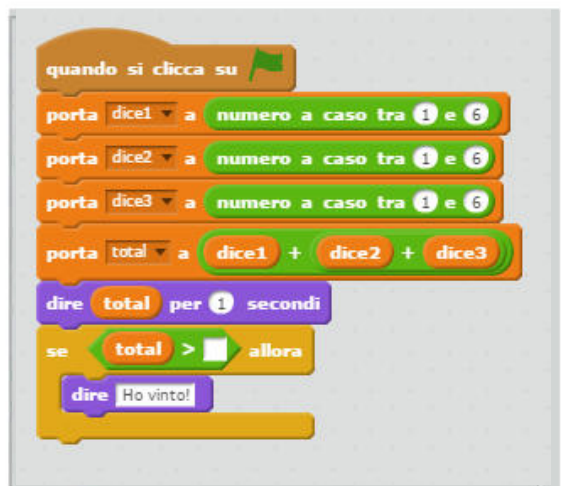 quando si clicca su
porta dice1 a numero a caso tra 1 e 6
porta dice2 a numero a caso tra 1 e 6
porta dice3 a numero a caso tra 1 e 6
porta total a dice1 + dice2 + dice3
dire total per 1 secondi
se total > allora
dire Ho vinto!